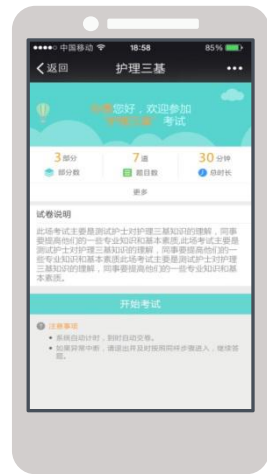 中国移动 18:58 85%
返回 护理三基
您好，欢迎参加
考试
3部分 7道 30分钟
部分数 题目数 总时长
更多
试卷说明
此场考试主要是测试护士对护理三基知识的理解，同事
要提高他们的一些专业知识和基本素质,此场考试主要是
测试护士对护理三基知识的理解，同事要提高他们的一
些专业知识和基本素质此场考试主要是测试护士对护理
三基知识的理解，同事要提高他们的一些专业知识和基
本素质。
开始考试
注意事项
系统自动计时，到时自动交卷。
如果异常中断，请退出并且对按照同样步骤进入，继续答
题。